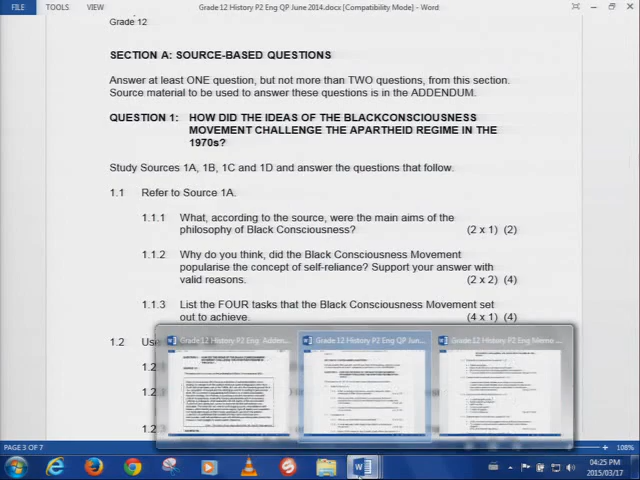 FILE TOOLS VIEW Grade 12 History P2 Eng QP June 2014.docx [Compatibility Mode] - Word
Grade 12
SECTION A: SOURCE-BASED QUESTIONS
Answer at least ONE question, but not more than TWO questions, from this section.
Source material to be used to answer these questions is in the ADDENDUM.
QUESTION 1: HOW DID THE IDEAS OF THE BLACKCONSCIOUSNESS
MOVEMENT CHALLENGE THE APARTHEID REGIME IN THE
1970s?
Study Sources 1A, 1B, 1C and 1D and answer the questions that follow.
1.1 Refer to Source 1A.
1.1.1 What, according to the source, were the main aims of the
philosophy of Black Consciousness? (2 x 1) (2)
1.1.2 Why do you think, did the Black Consciousness Movement
popularise the concept of self-reliance? Support your answer with
valid reasons. (2 x 2) (4)
1.1.3 List the FOUR tasks that the Black Consciousness Movement set
out to achieve. (4 x 1) (4)
Grade 12 History P2 Eng Adden... Grade 12 History P2 Eng QP Jun... Grade 12 History P2 Eng Memo ...
1.2
1.2.3
PAGE 3 OF 7 108%
04:25 PM
2015/03/17